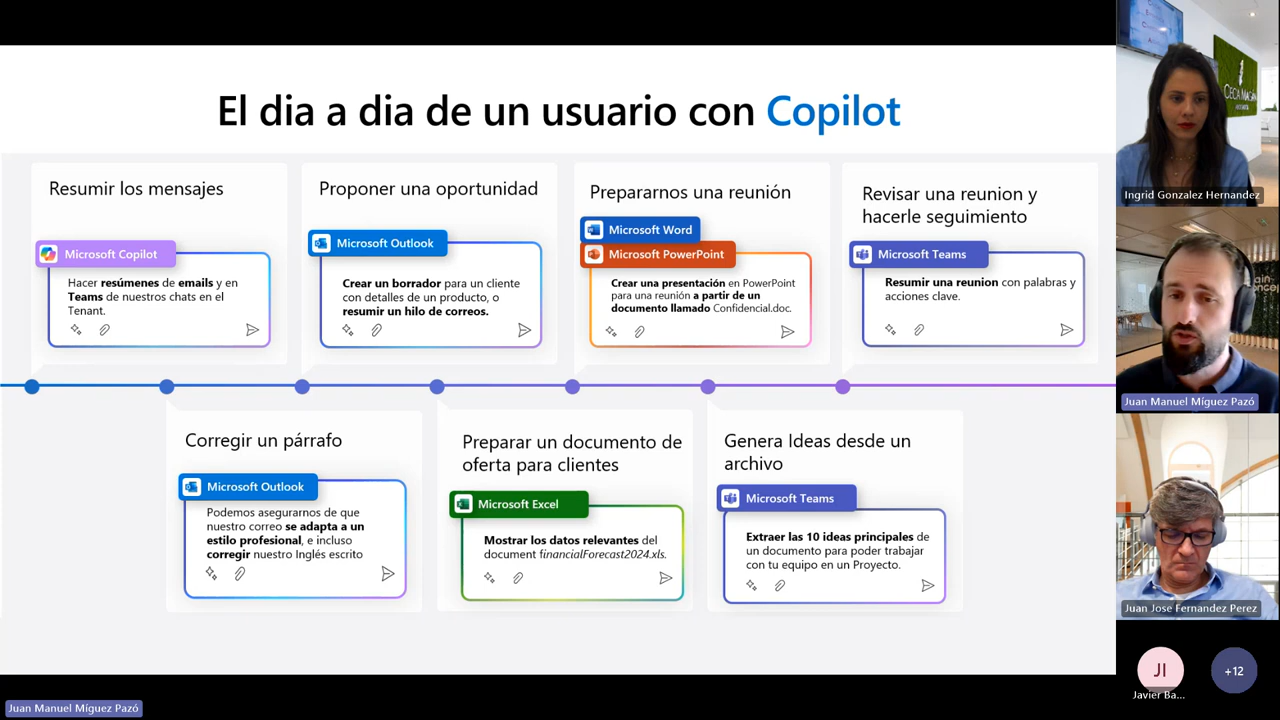 El dia a dia de un usuario con Copilot
Resumir los mensajes
Microsoft Copilot
Hacer resúmenes de emails y en
Teams de nuestros chats en el
Tenant.
Proponer una oportunidad
Microsoft Outlook
Crear un borrador para un cliente
con detalles de un producto, o
resumir un hilo de correos.
Prepararnos una reunión
Microsoft Word
Microsoft PowerPoint
Crear una presentación en PowerPoint
para una reunión a partir de un
documento llamado Confidencial.doc.
Revisar una reunion y
hacerle seguimiento
Microsoft Teams
Resumir una reunion con palabras y
acciones clave.
Corregir un párrafo
Microsoft Outlook
Podemos asegurarnos de que
nuestro correo se adapta a un
estilo profesional, e incluso
corregir nuestro Inglés escrito
Preparar un documento de
oferta para clientes
Microsoft Excel
Mostrar los datos relevantes del
document financialForecast2024.xls.
Genera Ideas desde un
archivo
Microsoft Teams
Extraer las 10 ideas principales de
un documento para poder trabajar
con tu equipo en un Proyecto.
Ingrid Gonzalez Hernandez
Juan Manuel Míguez Pazó
Juan Jose Fernandez Perez
JI
Javier Ba...
+12
Juan Manuel Míguez Pazó